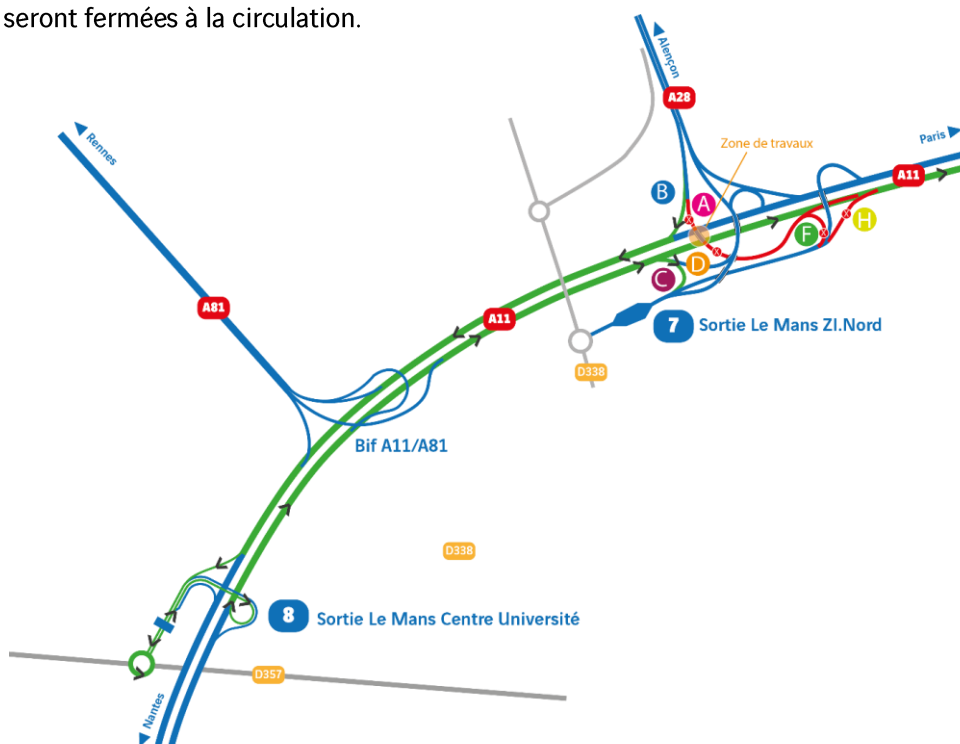 seront fermées à la circulation.
Alençon
A28
Rennes
Zone de travaux
Paris
A11
B
A
F
H
D
C
7
Sortie Le Mans ZI.Nord
A81
A11
D338
Bif A11/A81
D338
8
Sortie Le Mans Centre Université
D357
Nantes